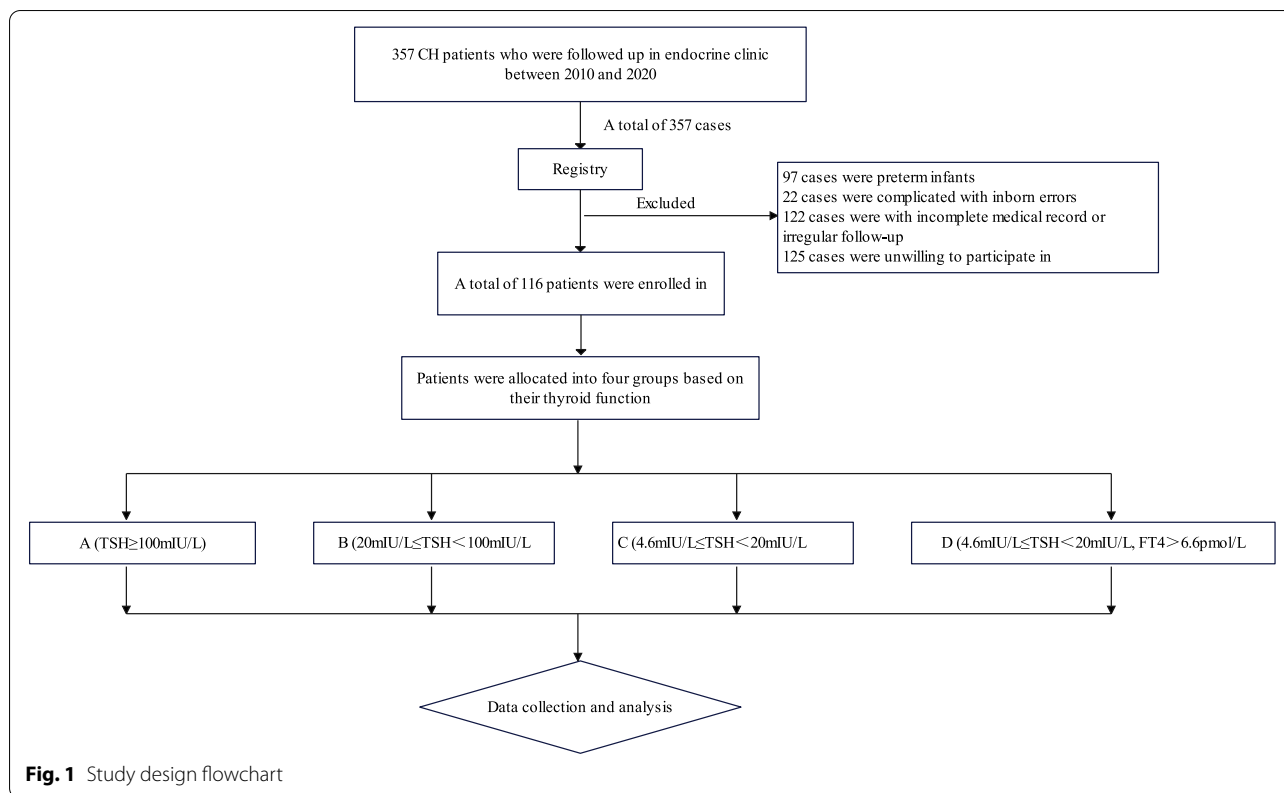 357 CH patients who were followed up in endocrine clinic
between 2010 and 2020
A total of 357 cases
Registry
Excluded
97 cases were preterm infants
22 cases were complicated with inborn errors
122 cases were with incomplete medical record or
irregular follow-up
125 cases were unwilling to participate in
A total of 116 patients were enrolled in
Patients were allocated into four groups based on
their thyroid function
A (TSH≥100mIU/L)
B (20mIU/L≤TSH<100mIU/L
C (4.6mIU/L≤TSH<20mIU/L
D (4.6mIU/L≤TSH<20mIU/L, FT4>6.6pmol/L
Data collection and analysis
Fig. 1 Study design flowchart